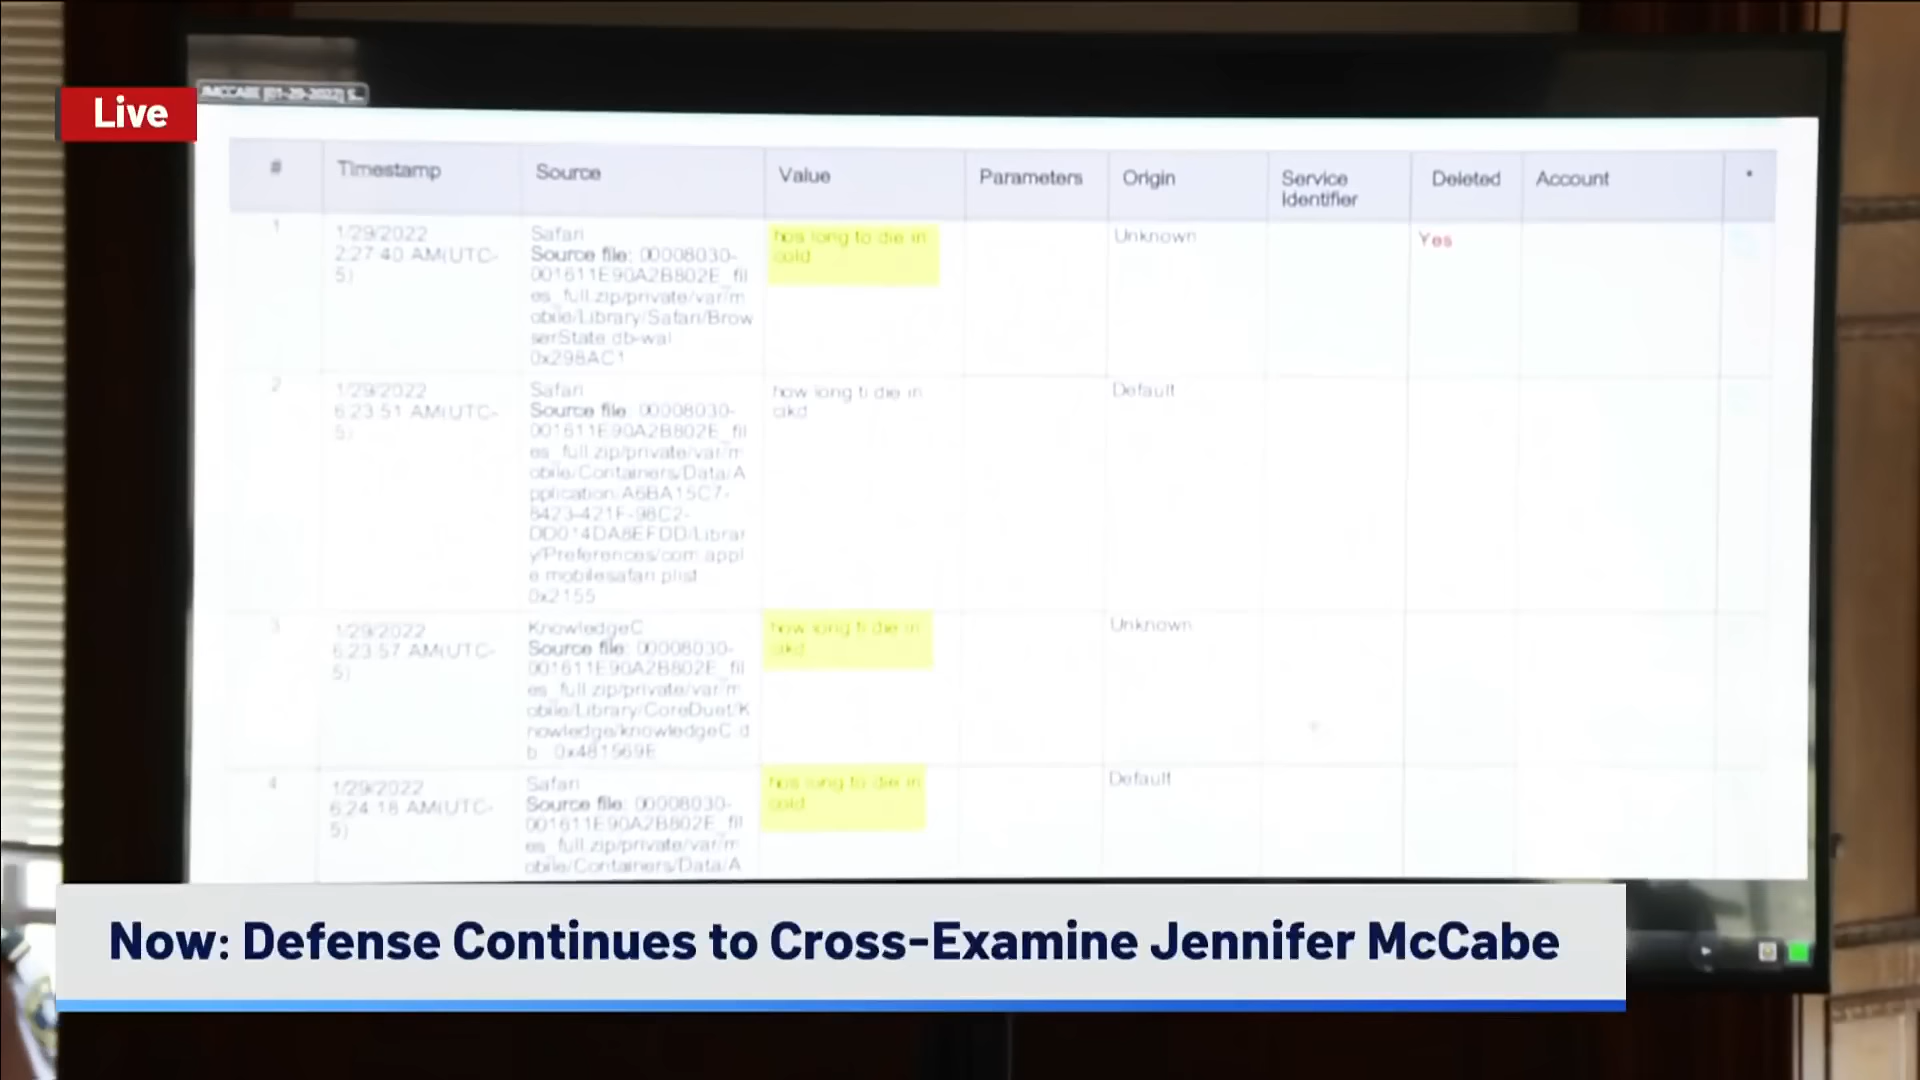 JMCCABE [01-29-2022] S...
Live
# Timestamp Source Value Parameters Origin Service Identifier Deleted Account *
1
1/29/2022
2:27:40 AM(UTC-
5)
Safari
Source file: 00008030-
001611E90A2B802E_fil
es_full.zip/private/var/m
obile/Library/Safari/Brow
serState.db-wal :
0x298AC1
hos long to die in
cold
Unknown
Yes
2
1/29/2022
6:23:51 AM(UTC-
5)
Safari
Source file: 00008030-
001611E90A2B802E_fil
es_full.zip/private/var/m
obile/Containers/Data/A
pplication/A6BA15C7-
8423-421F-98C2-
DD014DA8EFDD/Librar
y/Preferences/com.appl
e.mobilesafari.plist :
0x2155
how long ti die in
cikd
Default
3
1/29/2022
6:23:57 AM(UTC-
5)
KnowledgeC
Source file: 00008030-
001611E90A2B802E_fil
es_full.zip/private/var/m
obile/Library/CoreDuet/K
nowledge/knowledgeC.d
b : 0x481569E
how long ti die in
cikd
Unknown
4
1/29/2022
6:24:18 AM(UTC-
5)
Safari
Source file: 00008030-
001611E90A2B802E_fil
es_full.zip/private/var/m
obile/Containers/Data/A
hos long to die in
cold
Default
Now: Defense Continues to Cross-Examine Jennifer McCabe